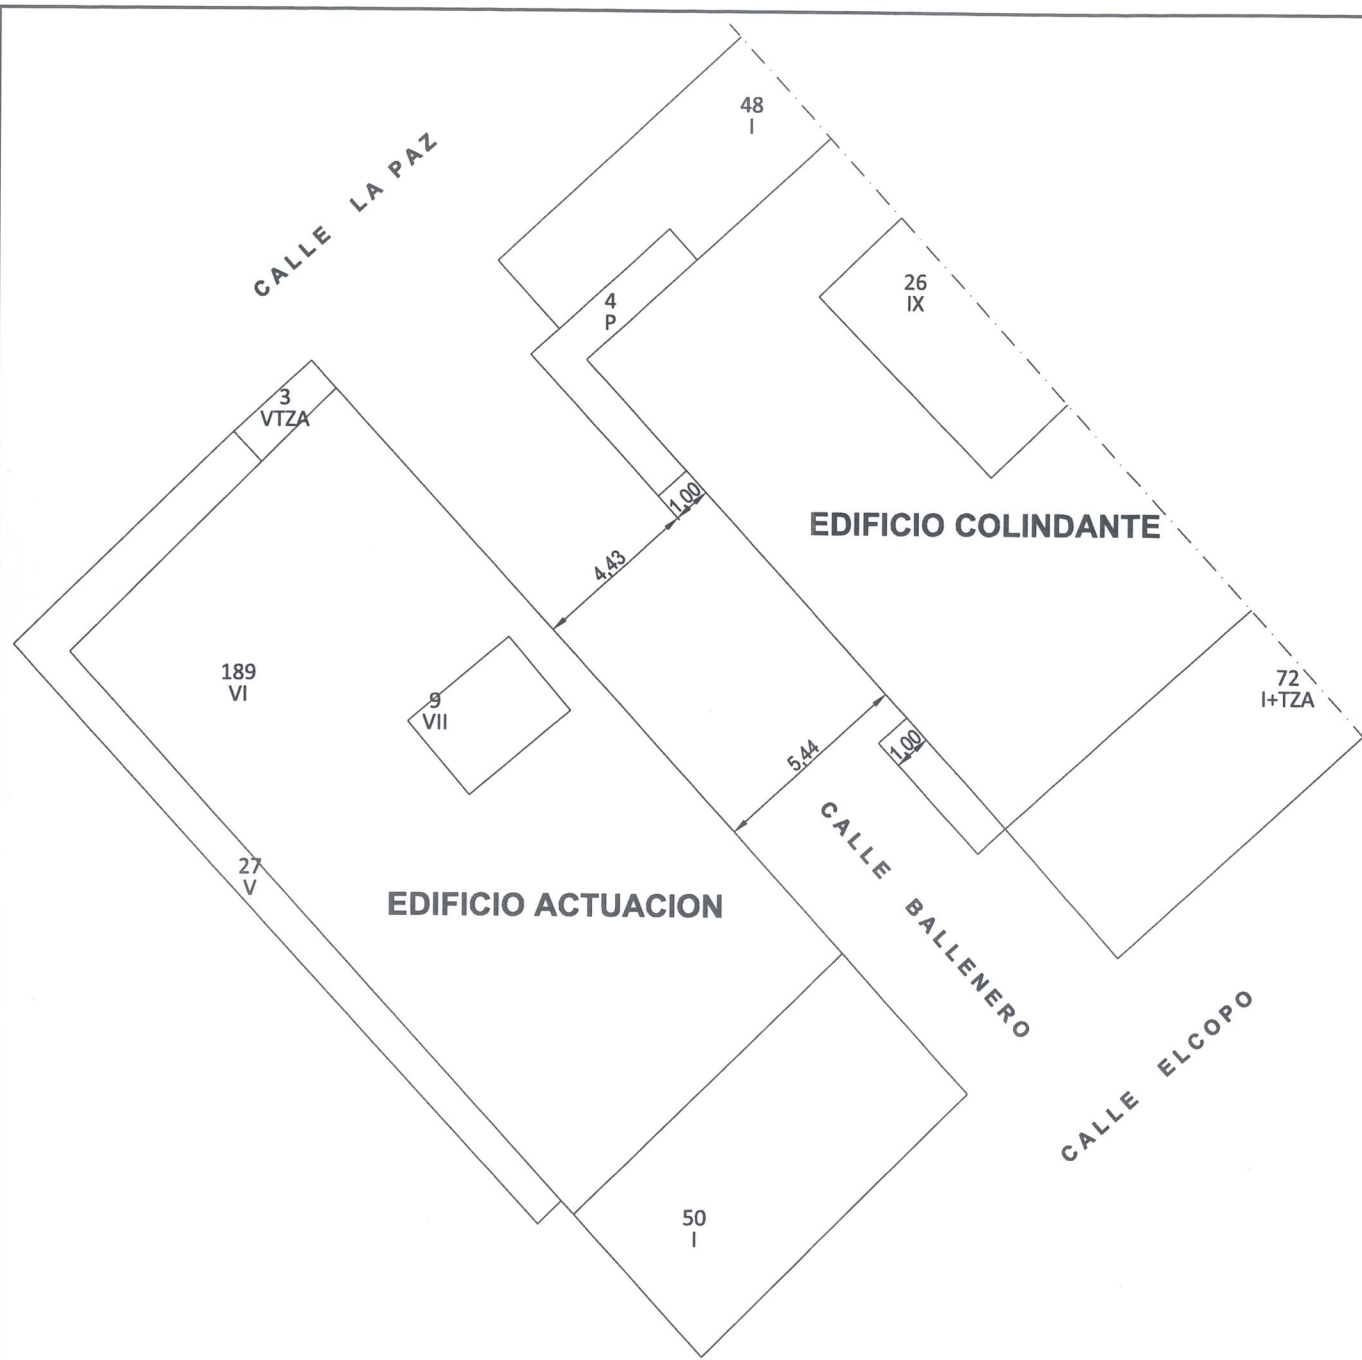 48
I
CALLE LA PAZ
26
IX
4
P
3
VTZA
1,00
EDIFICIO COLINDANTE
4,43
189
VI
9
VII
72
I+TZA
5,44
1,00
CALLE BALLENERO
27
V
EDIFICIO ACTUACION
CALLE ELCOPO
50
I